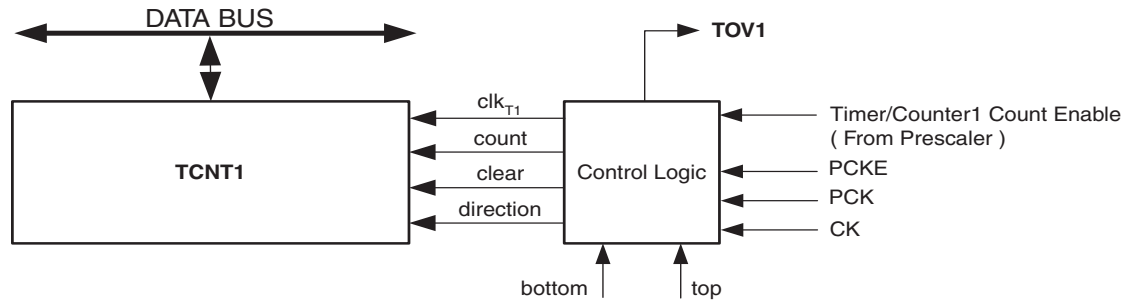 DATA BUS
TOV1
clkT1
count
clear
direction
TCNT1
Control Logic
Timer/Counter1 Count Enable
( From Prescaler )
PCKE
PCK
CK
bottom
top